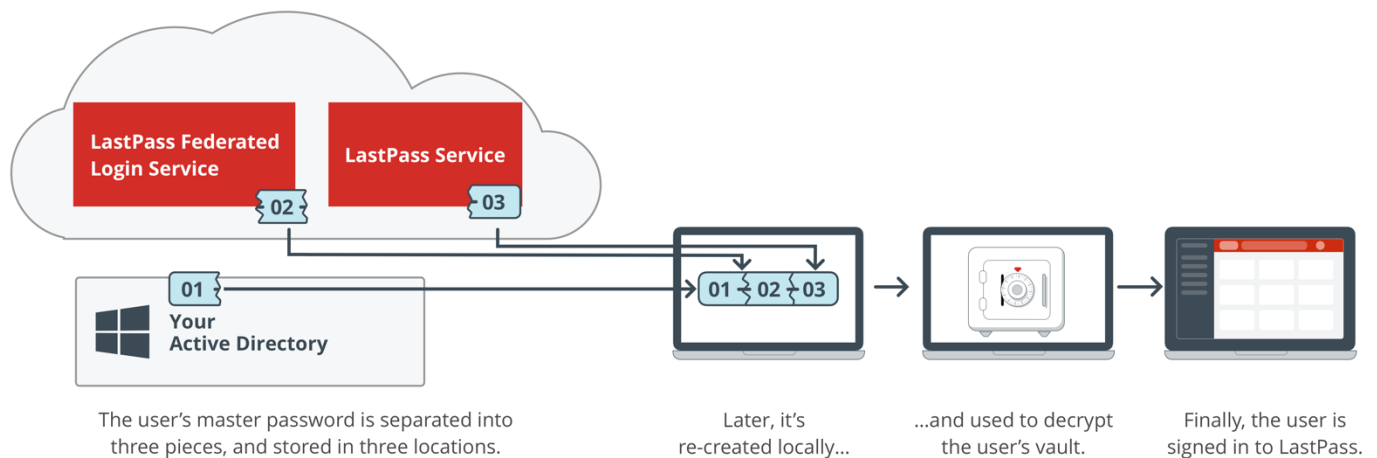 LastPass Federated
Login Service
LastPass Service
02
03
01
01
02
03
Your
Active Directory
The user’s master password is separated into
three pieces, and stored in three locations.
Later, it’s
re-created locally...
...and used to decrypt
the user’s vault.
Finally, the user is
signed in to LastPass.